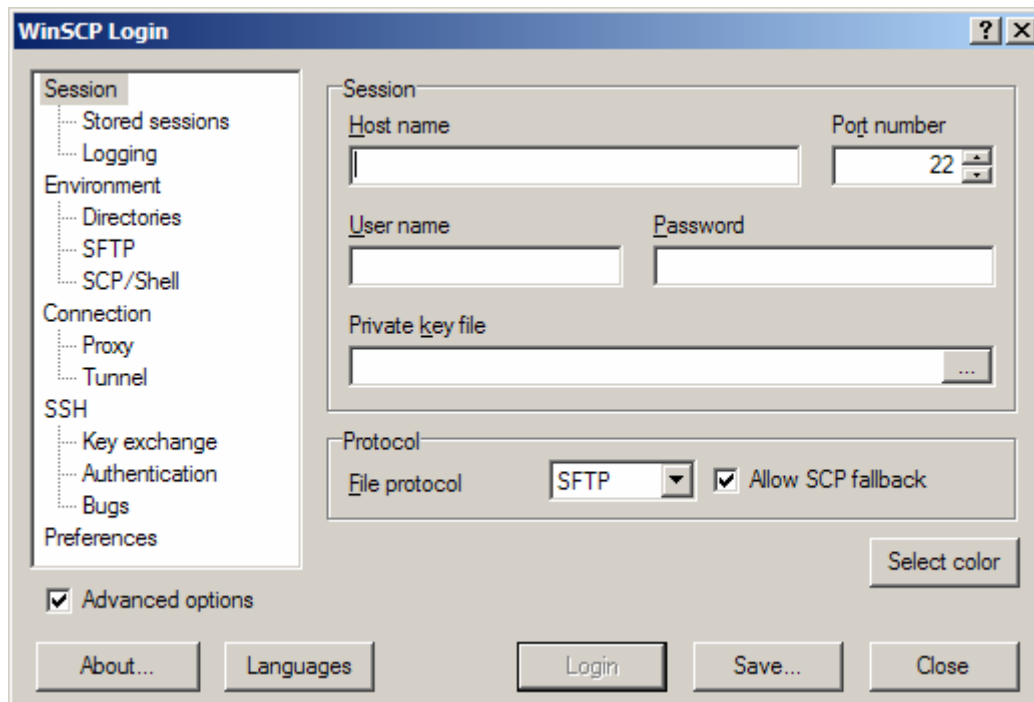 WinSCP Login
Session
Stored sessions
Logging
Environment
Directories
SFTP
SCP/Shell
Connection
Proxy
Tunnel
SSH
Key exchange
Authentication
Bugs
Preferences
Advanced options
Session
Host name
Port number
22
User name
Password
Private key file
...
Protocol
File protocol
SFTP
Allow SCP fallback
Select color
About...
Languages
Login
Save...
Close